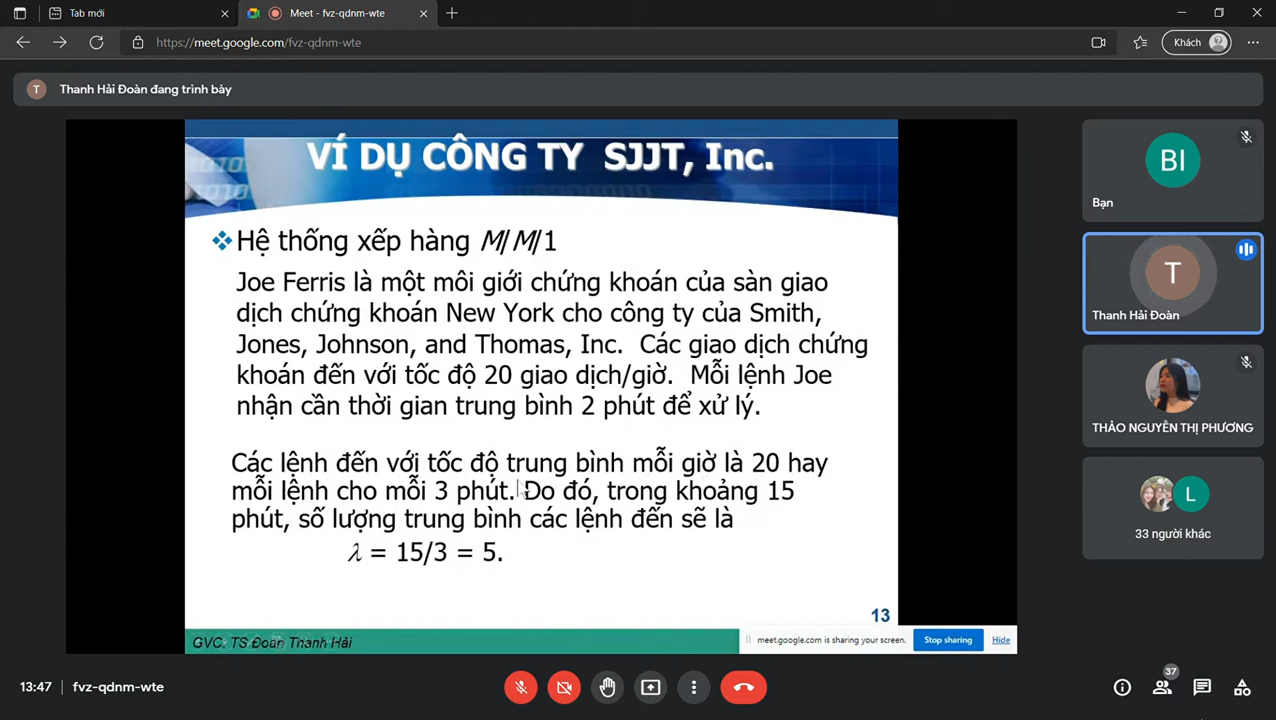 Tab mới
Meet - fvz-qdnm-wte
https://meet.google.com/fvz-qdnm-wte
Khách
T
Thanh Hải Đoàn đang trình bày
VÍ DỤ CÔNG TY SJJT, Inc.
Hệ thống xếp hàng M/M/1
Joe Ferris là một môi giới chứng khoán của sàn giao
dịch chứng khoán New York cho công ty của Smith,
Jones, Johnson, and Thomas, Inc. Các giao dịch chứng
khoán đến với tốc độ 20 giao dịch/giờ. Mỗi lệnh Joe
nhận cần thời gian trung bình 2 phút để xử lý.
Các lệnh đến với tốc độ trung bình mỗi giờ là 20 hay
mỗi lệnh cho mỗi 3 phút. Do đó, trong khoảng 15
phút, số lượng trung bình các lệnh đến sẽ là
λ = 15/3 = 5.
13
GVC. TS Đoàn Thanh Hải
meet.google.com is sharing your screen.
Stop sharing
Hide
BI
Bạn
T
Thanh Hải Đoàn
THẢO NGUYỄN THỊ PHƯƠNG
L
33 người khác
13:47
fvz-qdnm-wte
37